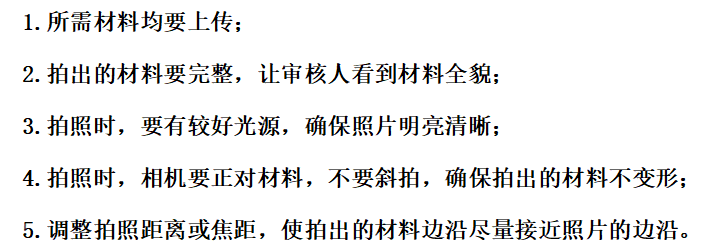 1.所需材料均要上传;
2.拍出的材料要完整，让审核人看到材料全貌;
3.拍照时，要有较好光源，确保照片明亮清晰;
4.拍照时，相机要正对材料，不要斜拍，确保拍出的材料不变形;
5.调整拍照距离或焦距，使拍出的材料边沿尽量接近照片的边沿。